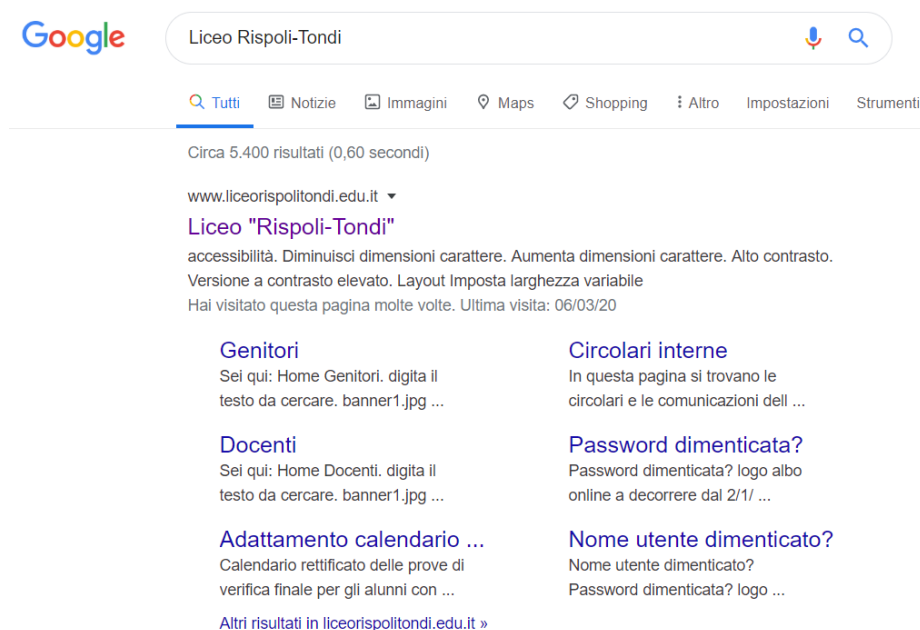 Google
Liceo Rispoli-Tondi
Tutti Notizie Immagini Maps Shopping Altro Impostazioni Strumenti
Circa 5.400 risultati (0,60 secondi)
www.liceorispolitondi.edu.it
Liceo "Rispoli-Tondi"
accessibilità. Diminuisci dimensioni carattere. Aumenta dimensioni carattere. Alto contrasto.
Versione a contrasto elevato. Layout Imposta larghezza variabile
Hai visitato questa pagina molte volte. Ultima visita: 06/03/20
Genitori
Sei qui: Home Genitori. digita il
testo da cercare. banner1.jpg ...
Circolari interne
In questa pagina si trovano le
circolari e le comunicazioni dell ...
Docenti
Sei qui: Home Docenti. digita il
testo da cercare. banner1.jpg ...
Password dimenticata?
Password dimenticata? logo albo
online a decorrere dal 2/1/ ...
Adattamento calendario ...
Calendario rettificato delle prove di
verifica finale per gli alunni con ...
Nome utente dimenticato?
Nome utente dimenticato?
Password dimenticata? logo ...
Altri risultati in liceorispolitondi.edu.it »